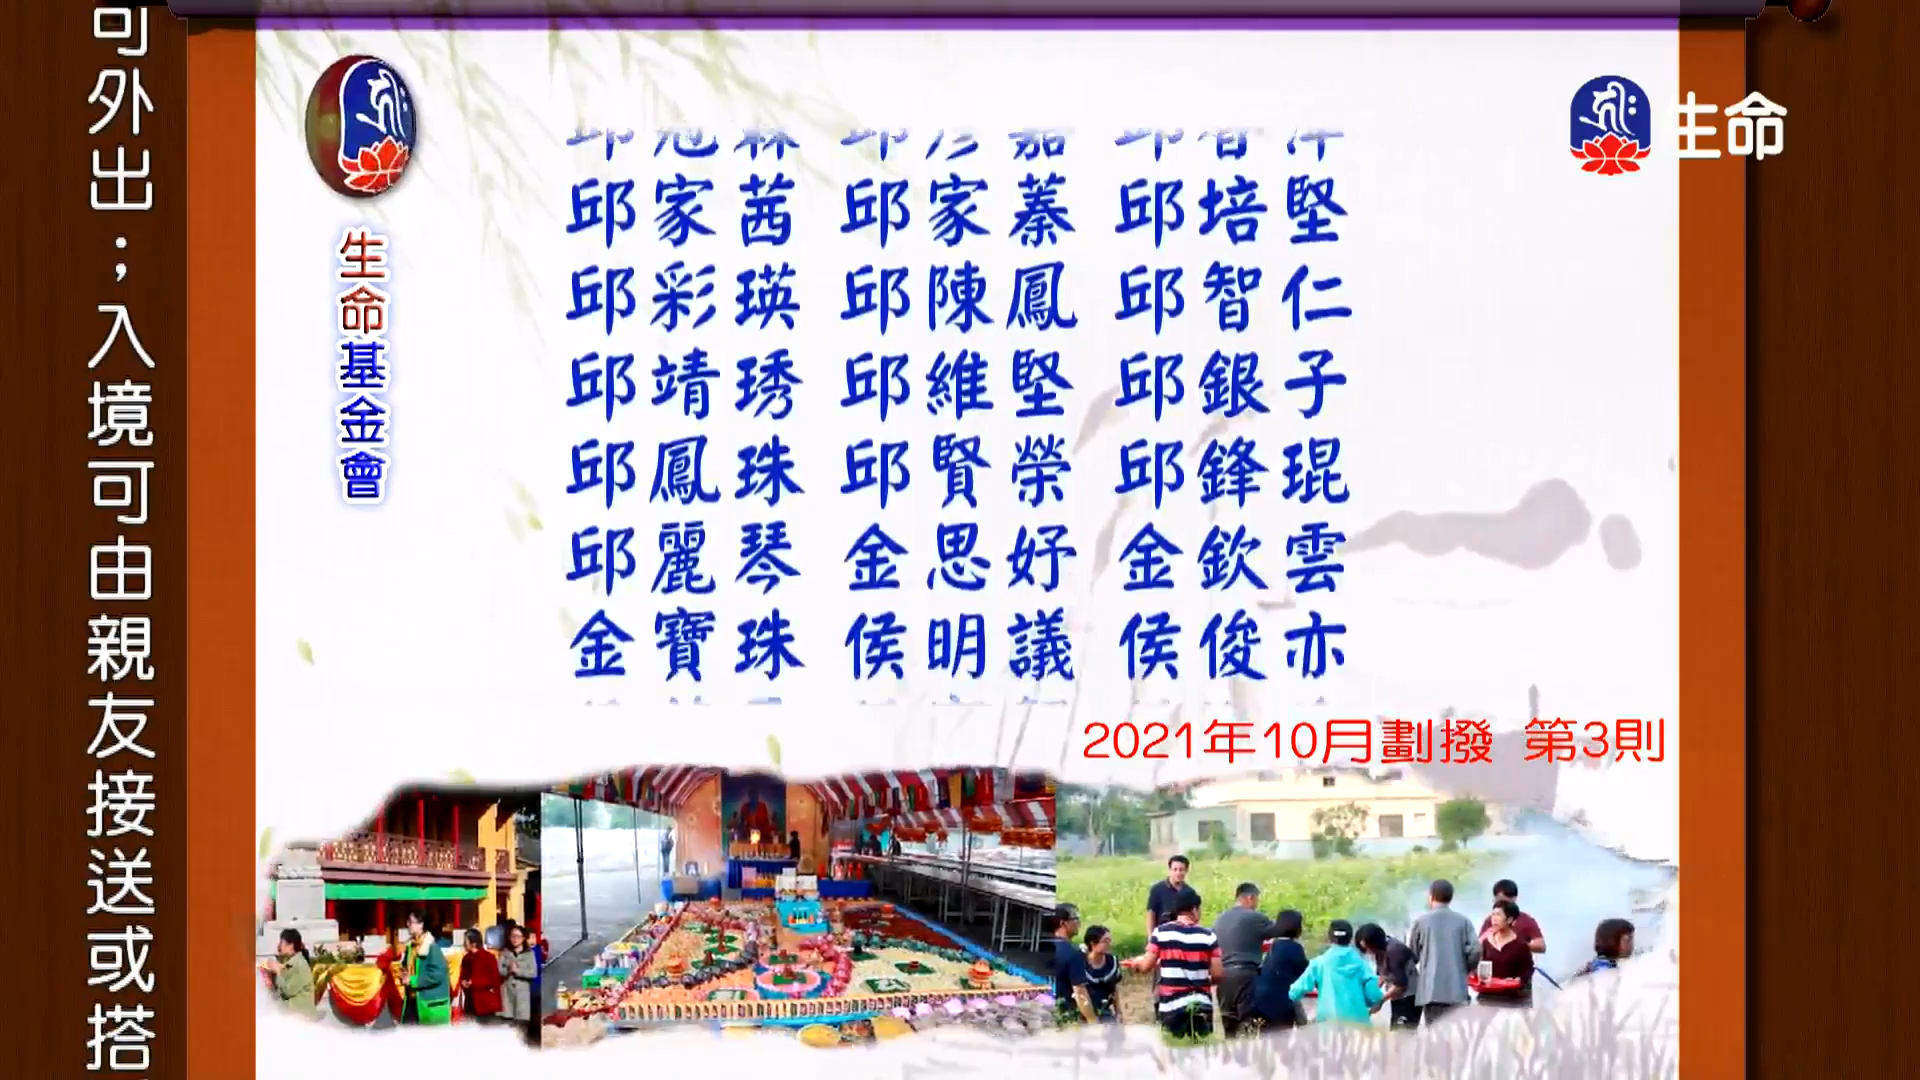 可外出；入境可由親友接送或搭
生命基金會
生命
邱家茜 邱家蓁 邱培堅
邱彩瑛 邱陳鳳 邱智仁
邱靖琇 邱維堅 邱銀子
邱鳳珠 邱賢榮 邱鋒琨
邱麗琴 金思妤 金欽雲
金寶珠 侯明議 侯俊亦
2021年10月劃撥 第3則